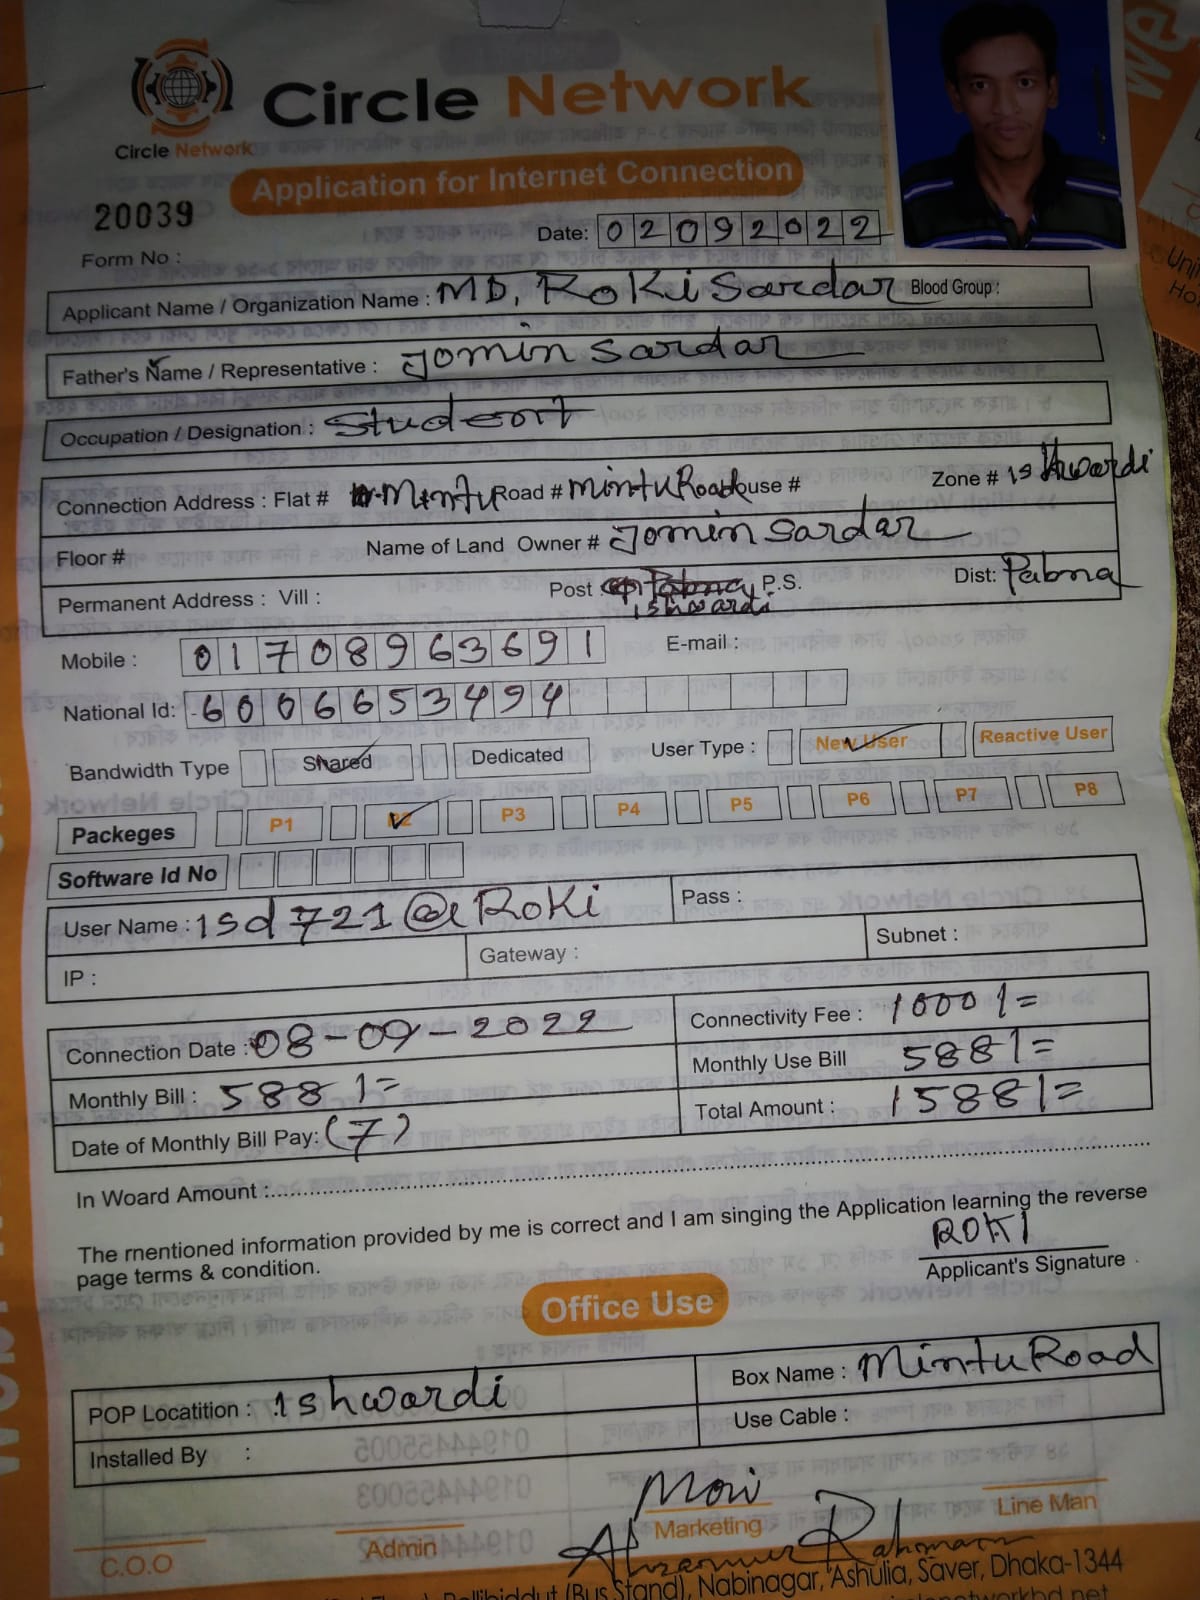 Circle Network
Circle Network
Application for Internet Connection
20039
Form No :
Date: 02092022
Applicant Name / Organization Name : MD, RoKi Sardar Blood Group :
Father's Name / Representative : Jomin Sardar
Occupation / Designation : Student
Connection Address : Flat # Mintu Road # Mintu Road House # Zone # ishwardi
Floor # Name of Land Owner # Jomin Sardar
Permanent Address : Vill : Post : ishwardi P.S. Dist: Pabna
Mobile : 01708963691 E-mail :
National Id: 6006653494
Bandwidth Type Shared Dedicated User Type : New User Reactive User
Packeges P1 P2 P3 P4 P5 P6 P7 P8
Software Id No
User Name : isd721@RoKi Pass :
IP : Gateway : Subnet :
Connection Date : 08-09-2022 Connectivity Fee : 1000/=
Monthly Bill : 588/= Monthly Use Bill 588/=
Date of Monthly Bill Pay: (7) Total Amount : 1588/=
In Woard Amount :
The mentioned information provided by me is correct and I am singing the Application learning the reverse
page terms & condition.
ROKI
Applicant's Signature
Office Use
POP Locatition : ishwardi Box Name : Mintu Road
Installed By : Use Cable :
C.O.O Admin Marketing Line Man
(Bus Stand), Nabinagar, Ashulia, Saver, Dhaka-1344